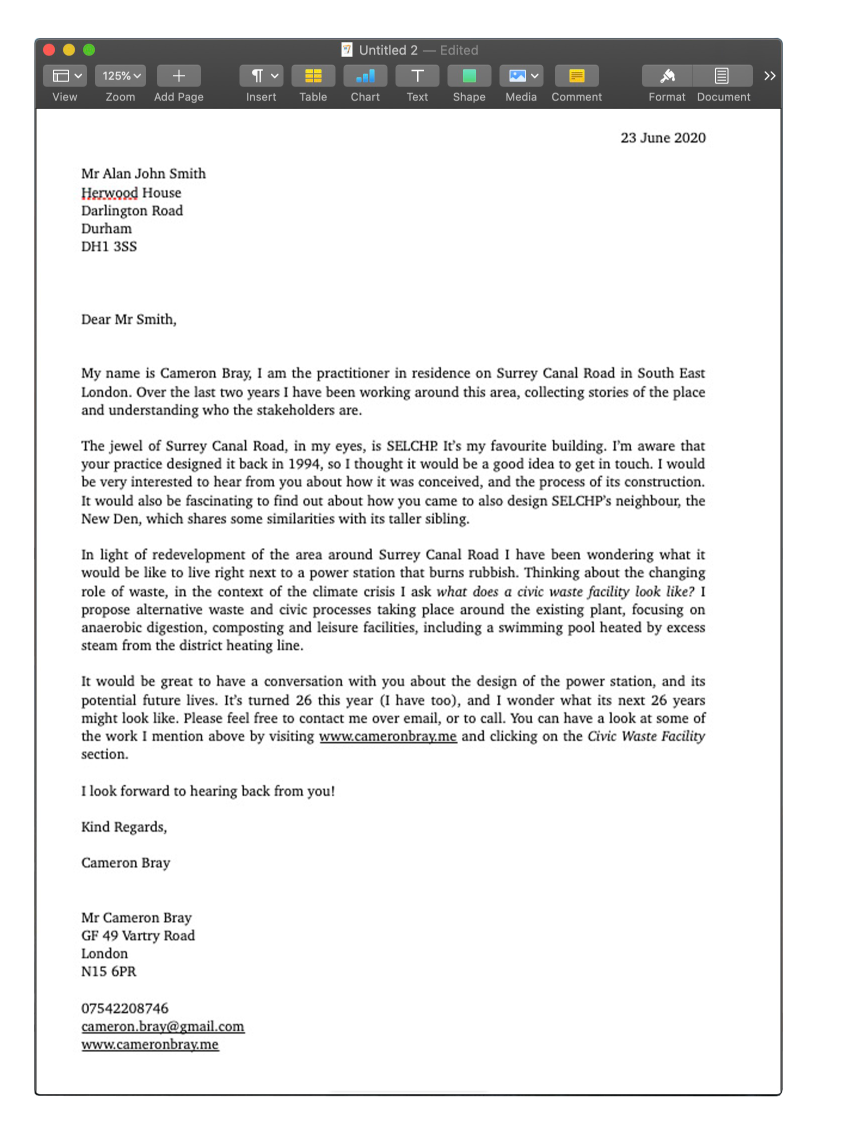 Untitled 2 — Edited
125%
View Zoom Add Page Insert Table Chart Text Shape Media Comment Format Document
23 June 2020
Mr Alan John Smith
Herwood House
Darlington Road
Durham
DH1 3SS
Dear Mr Smith,
My name is Cameron Bray, I am the practitioner in residence on Surrey Canal Road in South East
London. Over the last two years I have been working around this area, collecting stories of the place
and understanding who the stakeholders are.
The jewel of Surrey Canal Road, in my eyes, is SELCHP. It's my favourite building. I'm aware that
your practice designed it back in 1994, so I thought it would be a good idea to get in touch. I would
be very interested to hear from you about how it was conceived, and the process of its construction.
It would also be fascinating to find out about how you came to also design SELCHP's neighbour, the
New Den, which shares some similarities with its taller sibling.
In light of redevelopment of the area around Surrey Canal Road I have been wondering what it
would be like to live right next to a power station that burns rubbish. Thinking about the changing
role of waste, in the context of the climate crisis I ask what does a civic waste facility look like? I
propose alternative waste and civic processes taking place around the existing plant, focusing on
anaerobic digestion, composting and leisure facilities, including a swimming pool heated by excess
steam from the district heating line.
It would be great to have a conversation with you about the design of the power station, and its
potential future lives. It's turned 26 this year (I have too), and I wonder what its next 26 years
might look like. Please feel free to contact me over email, or to call. You can have a look at some of
the work I mention above by visiting www.cameronbray.me and clicking on the Civic Waste Facility
section.
I look forward to hearing back from you!
Kind Regards,
Cameron Bray
Mr Cameron Bray
GF 49 Vartry Road
London
N15 6PR
07542208746
cameron.bray@gmail.com
www.cameronbray.me